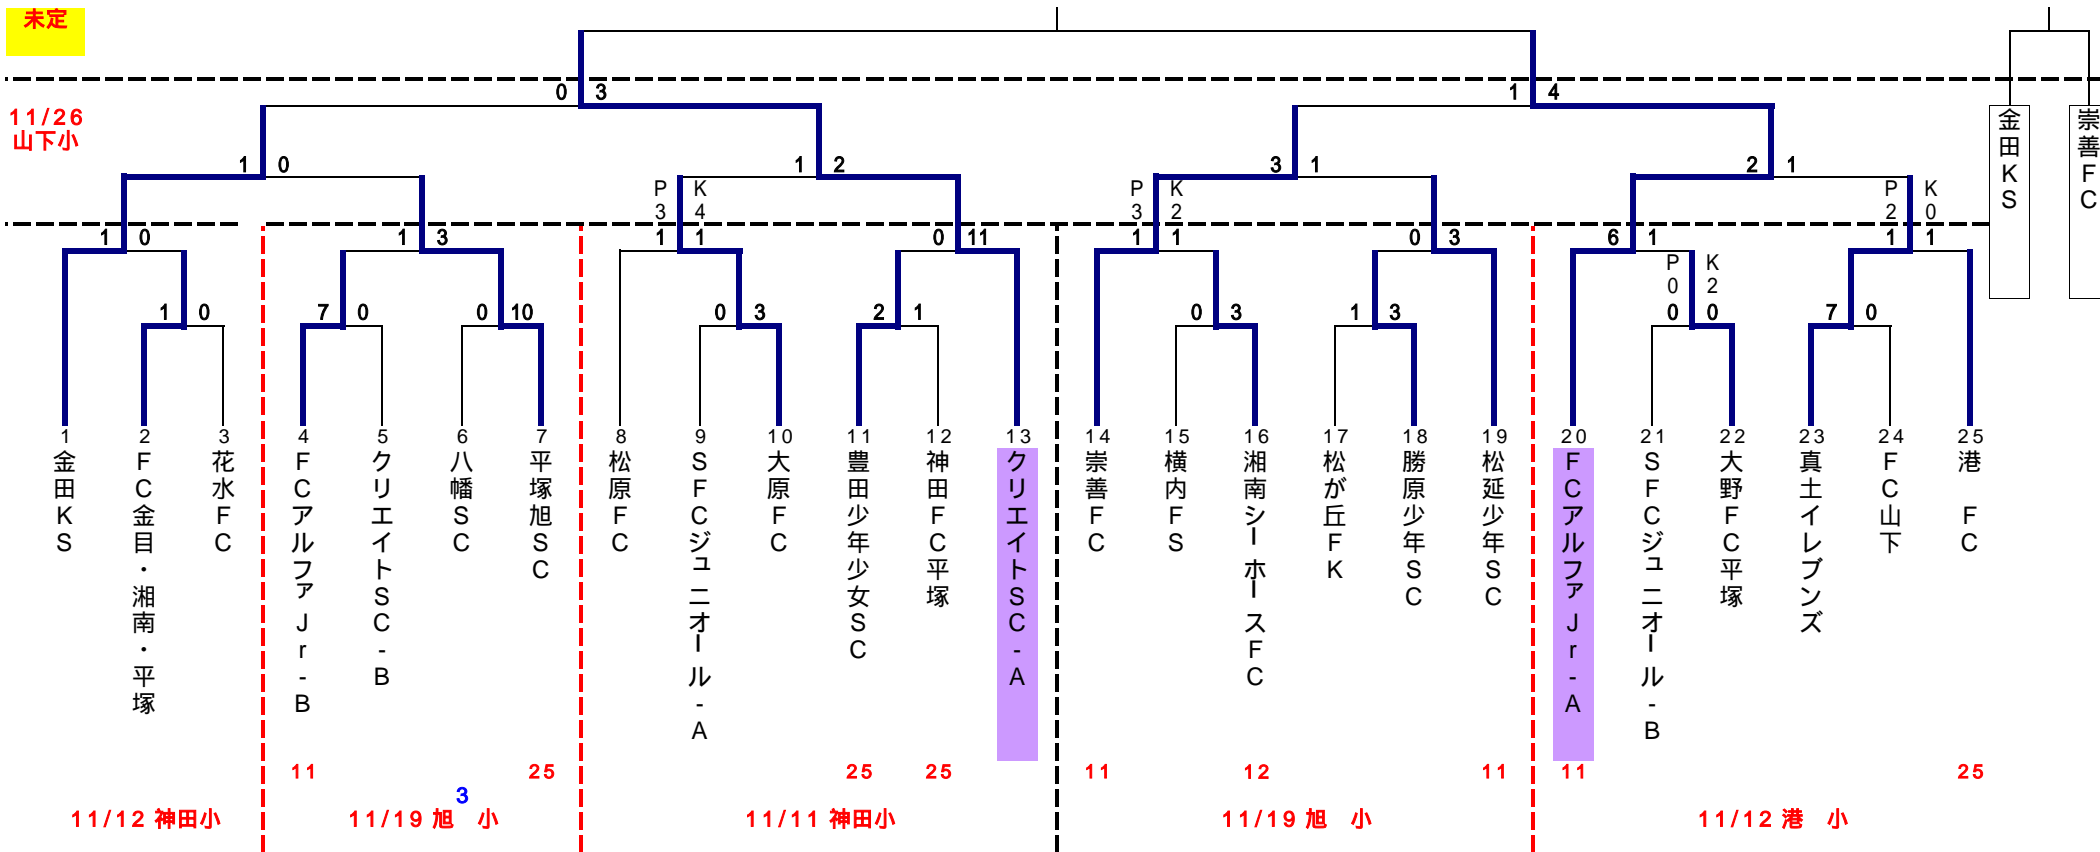 未定
0 3
1 4
11/26
山下小
金田KS
崇善FC
1 0
1 2
3 1
2 1
P3 K4
P3 K2
P2 K0
1 0
1 3
1 1
0 11
1 1
0 3
6 1
1 1
P0 K2
1 0
7 0
0 10
0 3
2 1
0 3
1 3
0 0
7 0
1 金田KS
2 FC金目・湘南・平塚
3 花水FC
4 FCアルファJr-B
5 クリエイトSC-B
6 八幡SC
7 平塚旭SC
8 松原FC
9 SFCジュニオール-A
10 大原FC
11 豊田少年少女SC
12 神田FC平塚
13 クリエイトSC-A
14 崇善FC
15 横内FS
16 湘南シーホースFC
17 松が丘FK
18 勝原少年SC
19 松延少年SC
20 FCアルファJr-A
21 SFCジュニオール-B
22 大野FC平塚
23 真土イレブンズ
24 FC山下
25 港 FC
11 25 25 25 11 12 11 11 25
3
11/12 神田小
11/19 旭 小
11/11 神田小
11/19 旭 小
11/12 港 小